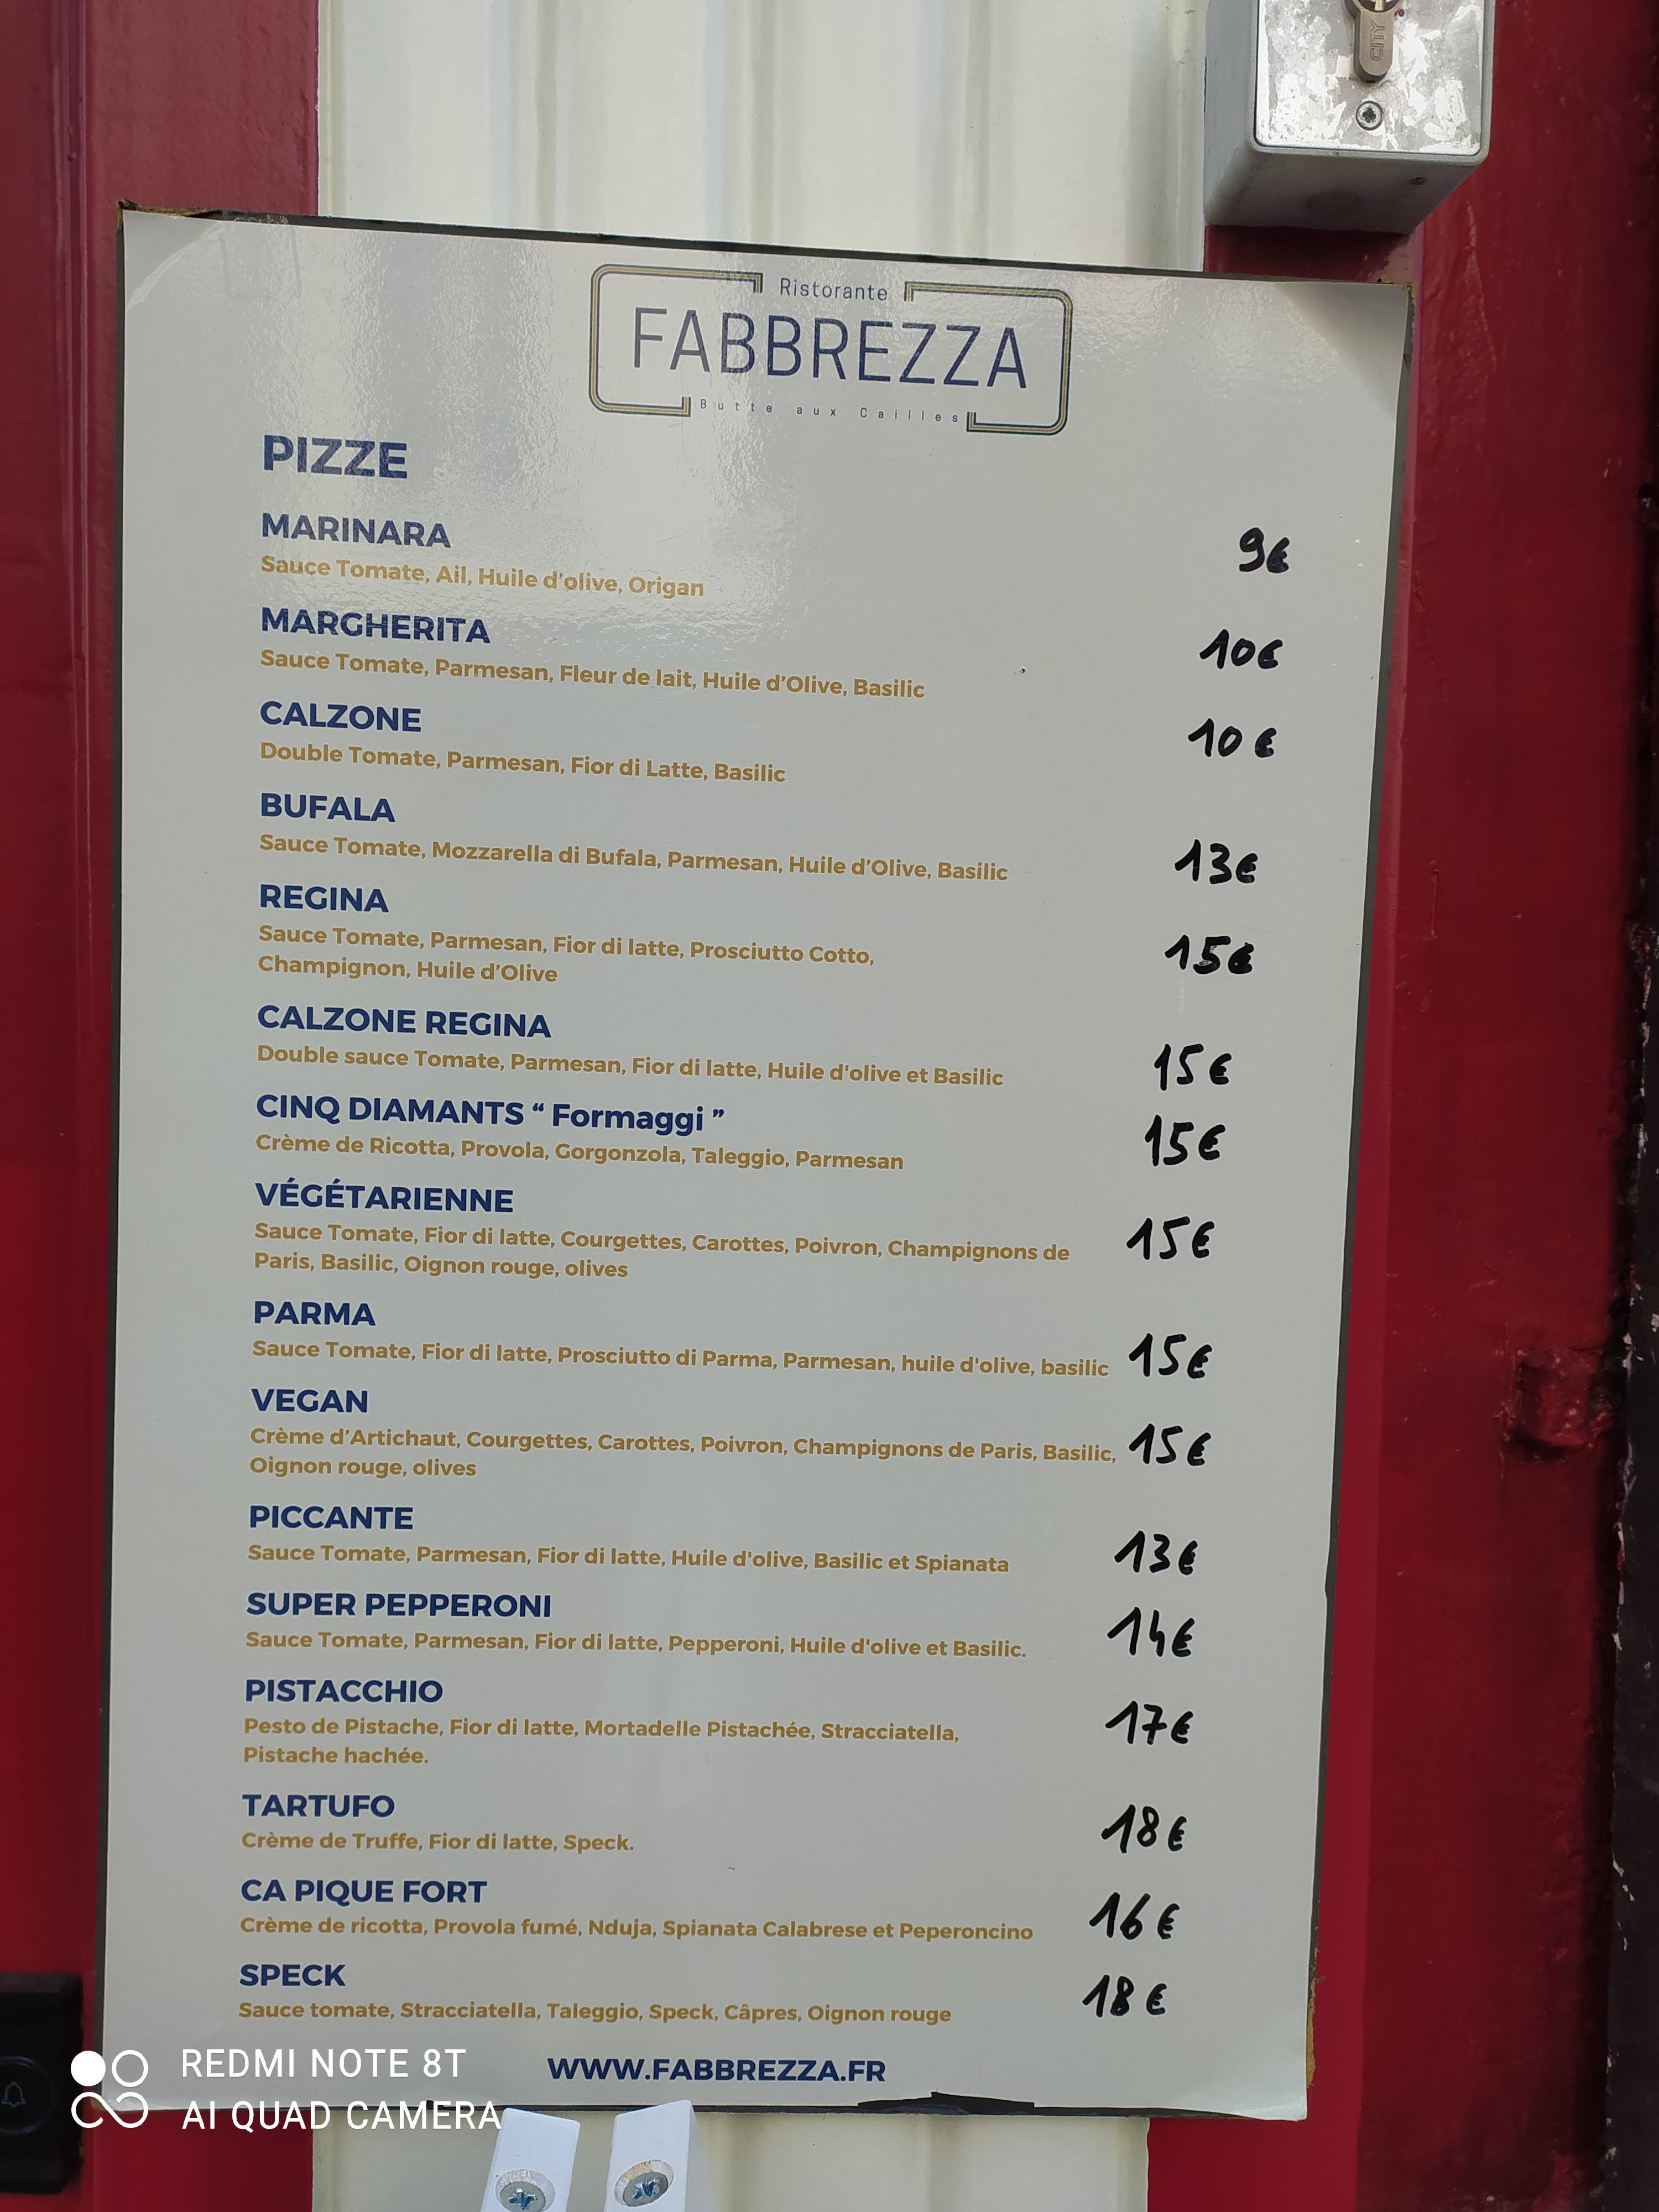 CITY
Ristorante
FABBREZZA
Butte aux Cailles
PIZZE
MARINARA
9€
Sauce Tomate, Ail, Huile d'olive, Origan
MARGHERITA
10€
Sauce Tomate, Parmesan, Fleur de lait, Huile d'Olive, Basilic
CALZONE
10€
Double Tomate, Parmesan, Fior di Latte, Basilic
BUFALA
Sauce Tomate, Mozzarella di Bufala, Parmesan, Huile d'Olive, Basilic
13€
REGINA
Sauce Tomate, Parmesan, Fior di latte, Prosciutto Cotto,
15€
Champignon, Huile d'Olive
CALZONE REGINA
Double sauce Tomate, Parmesan, Fior di latte, Huile d'olive et Basilic
15€
CINQ DIAMANTS “ Formaggi ”
15€
Crème de Ricotta, Provola, Gorgonzola, Taleggio, Parmesan
VÉGÉTARIENNE
Sauce Tomate, Fior di latte, Courgettes, Carottes, Poivron, Champignons de
15€
Paris, Basilic, Oignon rouge, olives
PARMA
Sauce Tomate, Fior di latte, Prosciutto di Parma, Parmesan, huile d'olive, basilic
15€
VEGAN
Crème d'Artichaut, Courgettes, Carottes, Poivron, Champignons de Paris, Basilic,
15€
Oignon rouge, olives
PICCANTE
Sauce Tomate, Parmesan, Fior di latte, Huile d'olive, Basilic et Spianata
13€
SUPER PEPPERONI
Sauce Tomate, Parmesan, Fior di latte, Pepperoni, Huile d'olive et Basilic.
14€
PISTACCHIO
Pesto de Pistache, Fior di latte, Mortadelle Pistachée, Stracciatella,
17€
Pistache hachée.
TARTUFO
Crème de Truffe, Fior di latte, Speck.
18€
CA PIQUE FORT
Crème de ricotta, Provola fumé, Nduja, Spianata Calabrese et Peperoncino
16€
SPECK
Sauce tomate, Stracciatella, Taleggio, Speck, Câpres, Oignon rouge
18€
WWW.FABBREZZA.FR
REDMI NOTE 8T
AI QUAD CAMERA